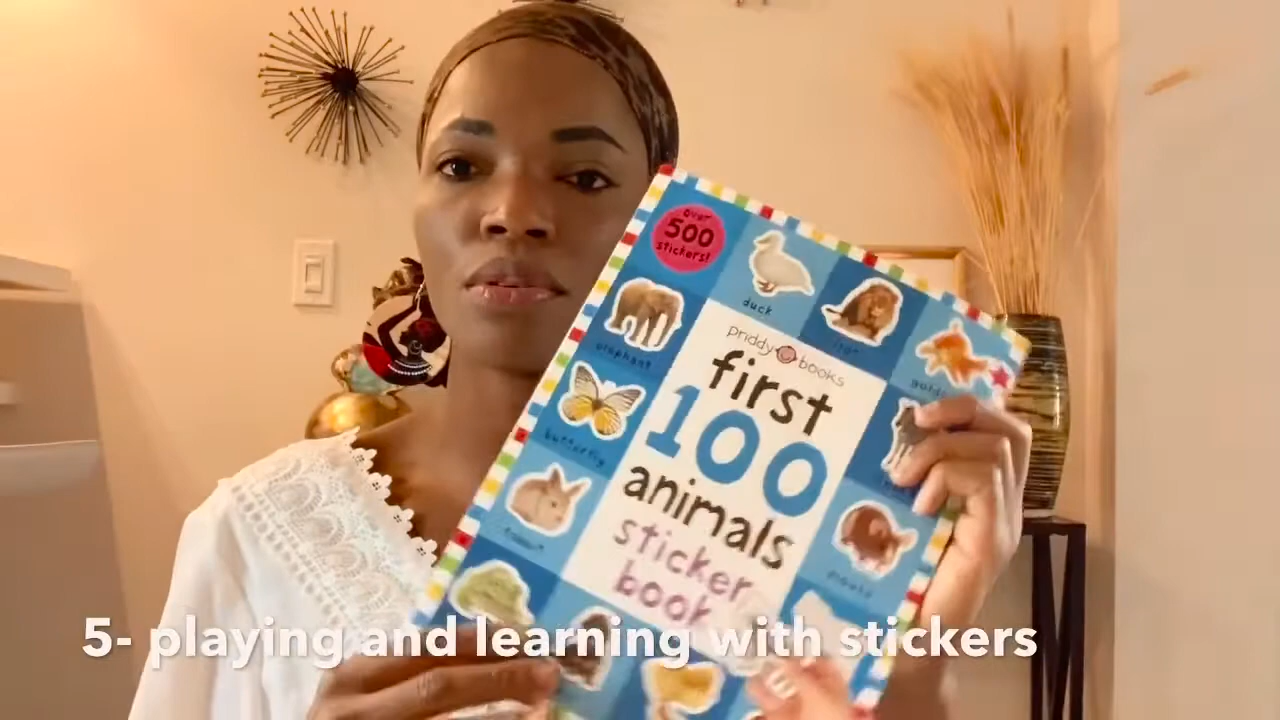 over
500
stickers!
duck
elephant
lion
priddy books
first
100
animals
sticker
book
butterfly
rabbit
5- playing and learning with stickers